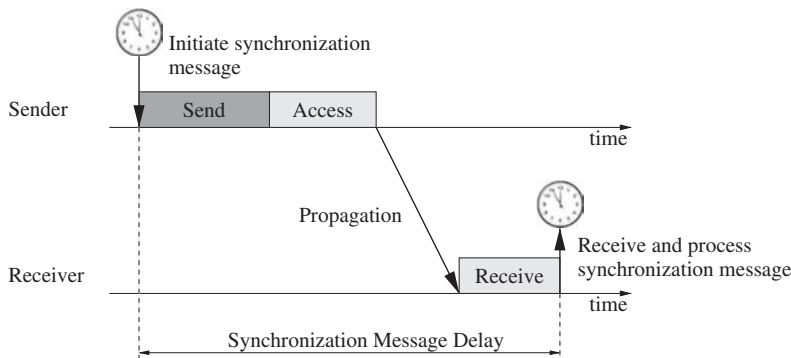 Initiate synchronization
message
Sender
Send
Access
time
Propagation
Receive and process
synchronization message
Receiver
Receive
time
Synchronization Message Delay